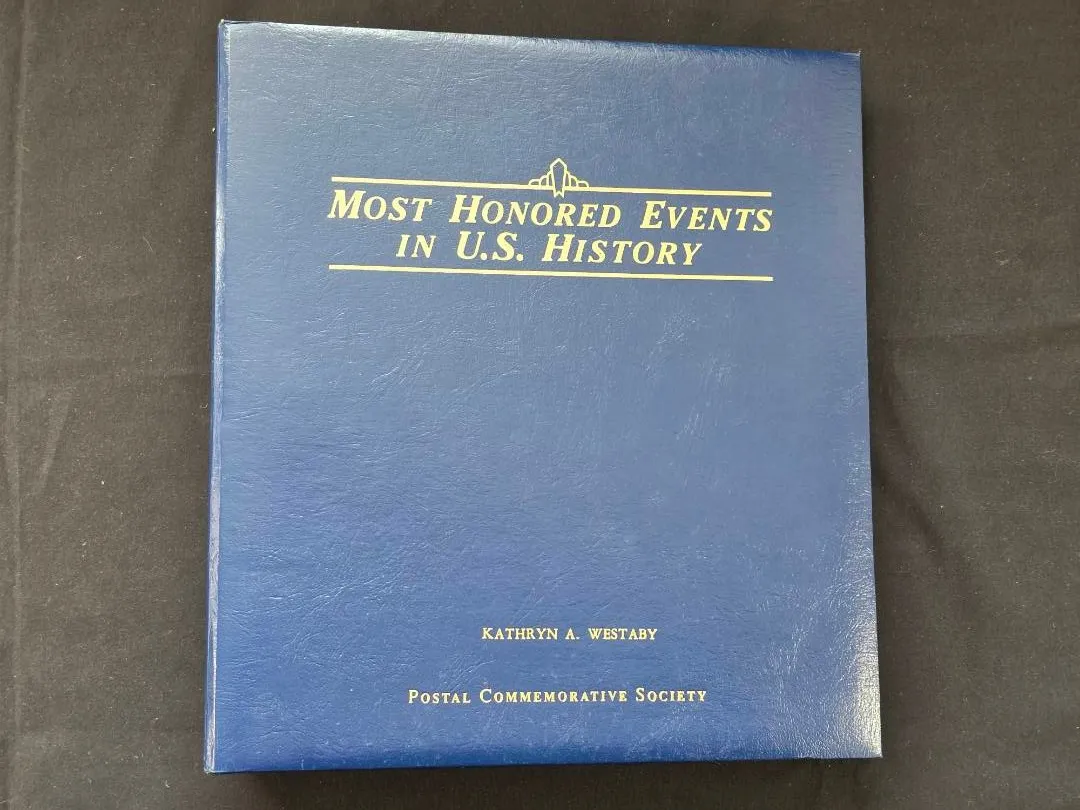 MOST HONORED EVENTS
IN U.S. HISTORY
KATHRYN A. WESTABY
POSTAL COMMEMORATIVE SOCIETY